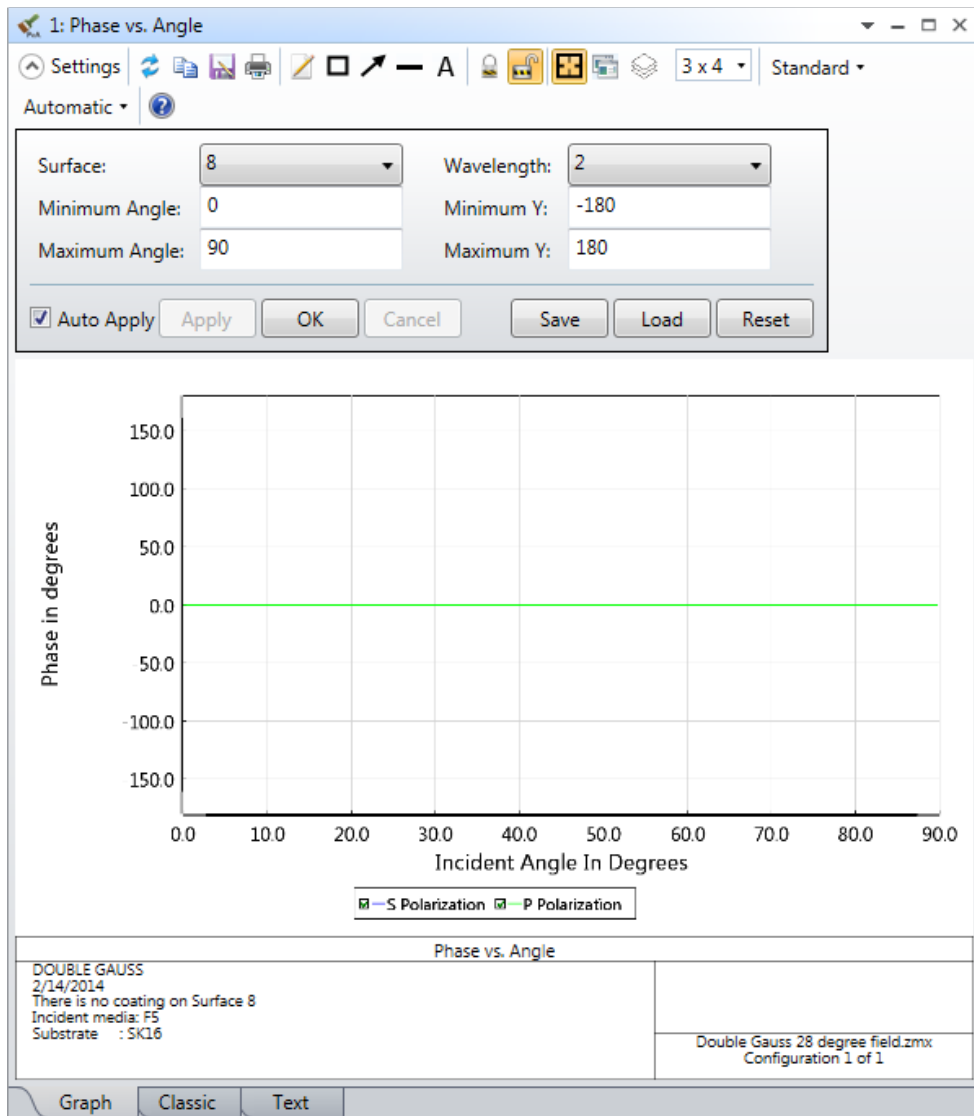 1: Phase vs. Angle
Settings A 3 x 4 Standard
Automatic ?
Surface: 8 Wavelength: 2
Minimum Angle: 0 Minimum Y: -180
Maximum Angle: 90 Maximum Y: 180
Auto Apply Apply OK Cancel Save Load Reset
150.0
100.0
50.0
0.0
-50.0
-100.0
150.0
Phase in degrees
0.0 10.0 20.0 30.0 40.0 50.0 60.0 70.0 80.0 90.0
Incident Angle In Degrees
S Polarization P Polarization
Phase vs. Angle
DOUBLE GAUSS
2/14/2014
There is no coating on Surface 8
Incident media: F5
Substrate : SK16
Double Gauss 28 degree field.zmx
Configuration 1 of 1
Graph Classic Text